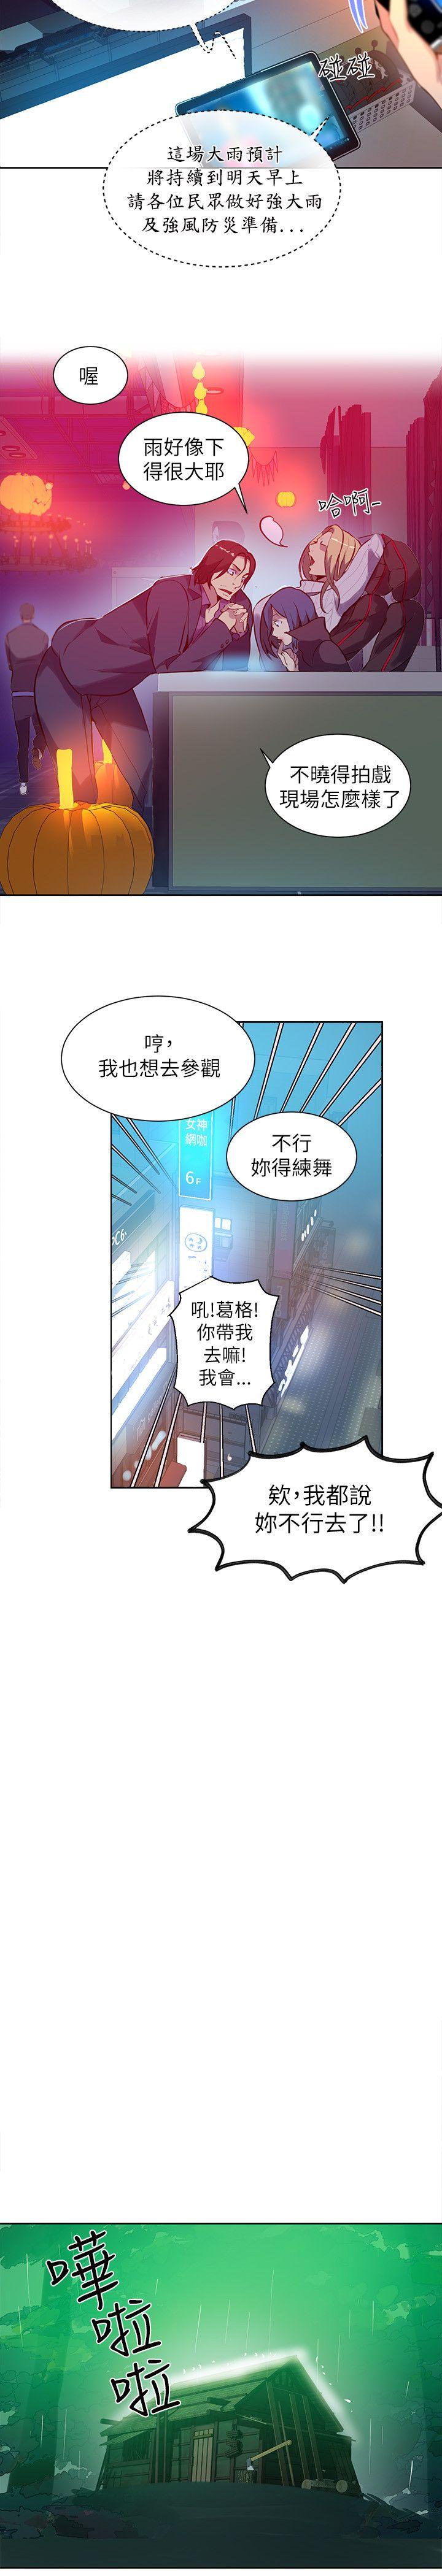 碰碰
這場大雨預計
將持續到明天早上
請各位民眾做好強大雨
及強風防災準備...
喔
雨好像下
得很大耶
哈啊~
不曉得拍戲
現場怎麼樣了
哼，
我也想去參觀
女神
網咖
6F
不行
妳得練舞
吼!葛格!
你帶我
去嘛!
我會...
欸，我都說
妳不行去了!!
嘩
啦
啦